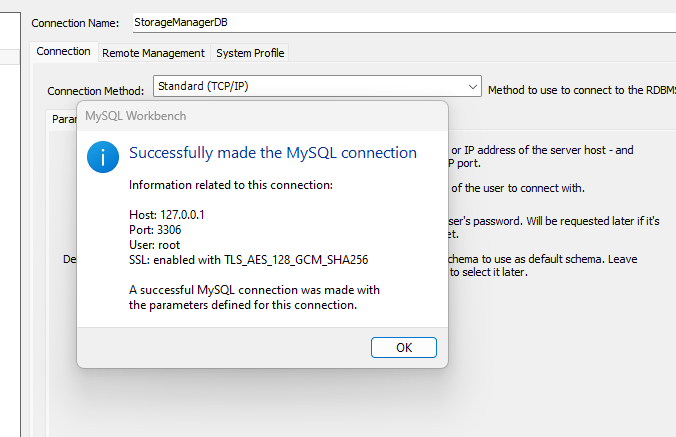 Connection Name: StorageManagerDB
Connection Remote Management System Profile
Connection Method: Standard (TCP/IP) Method to use to connect to the RDBMS
MySQL Workbench
Successfully made the MySQL connection
or IP address of the server host - and
P port.
Information related to this connection:
of the user to connect with.
Host: 127.0.0.1
Port: 3306
User: root
SSL: enabled with TLS_AES_128_GCM_SHA256
ser's password. Will be requested later if it's
et.
chema to use as default schema. Leave
to select it later.
A successful MySQL connection was made with
the parameters defined for this connection.
OK